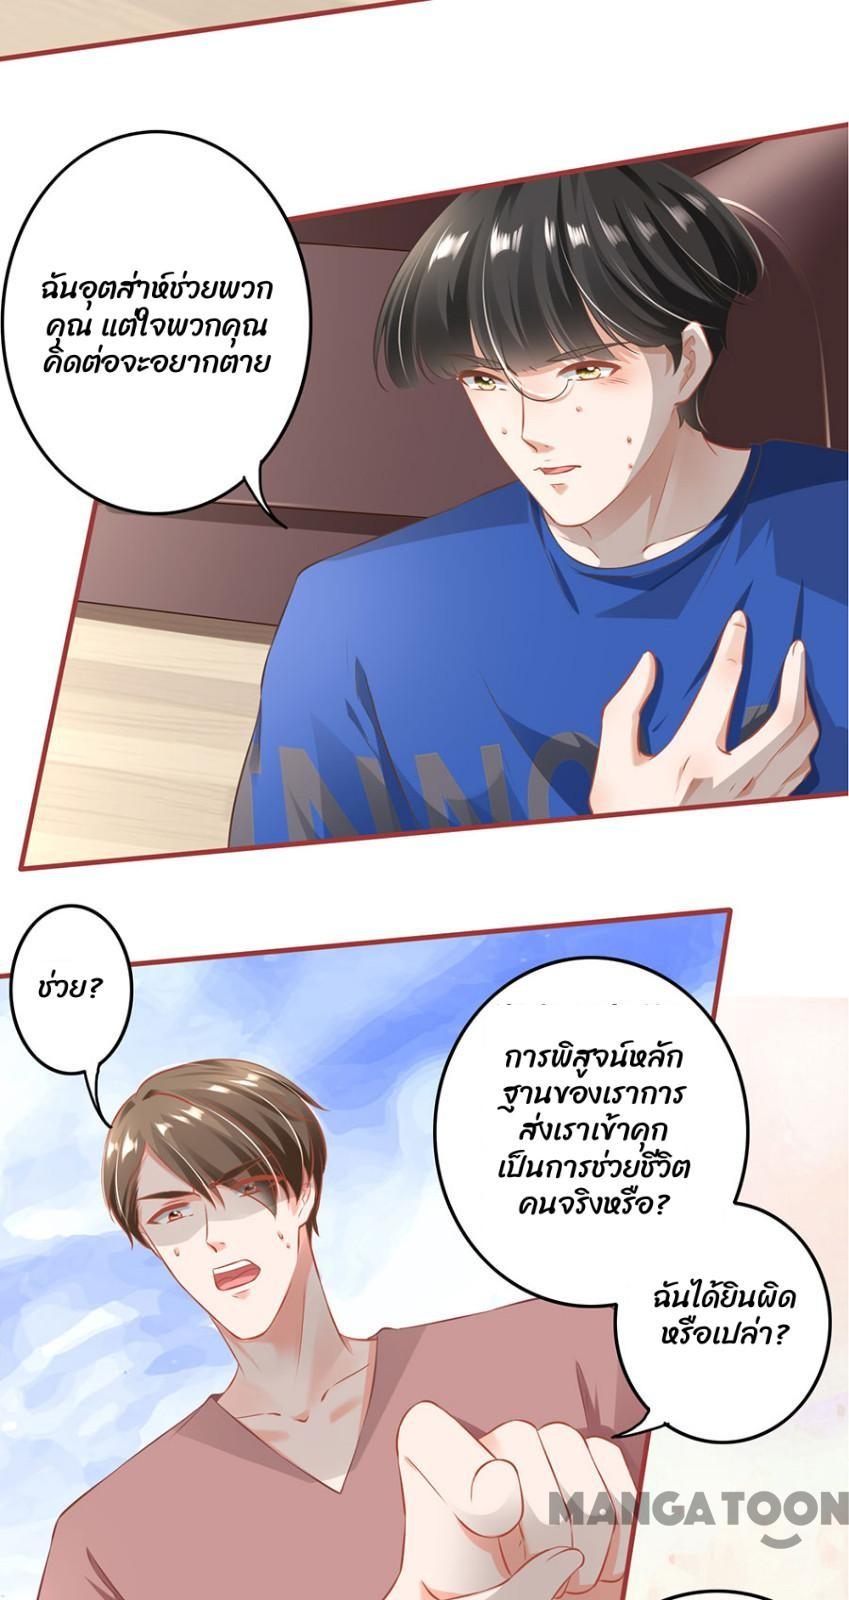 ฉันอุตส่าห์ช่วยพวก
คุณ แต่ใจพวกคุณ
คิดต่อจะอยากตาย
NNO
ช่วย?
การพิสูจน์หลัก
ฐานของเราการ
ส่งเราเข้าคุก
เป็นการช่วยชีวิต
คนจริงหรือ?
ฉันได้ยินผิด
หรือเปล่า?
MANGATOON